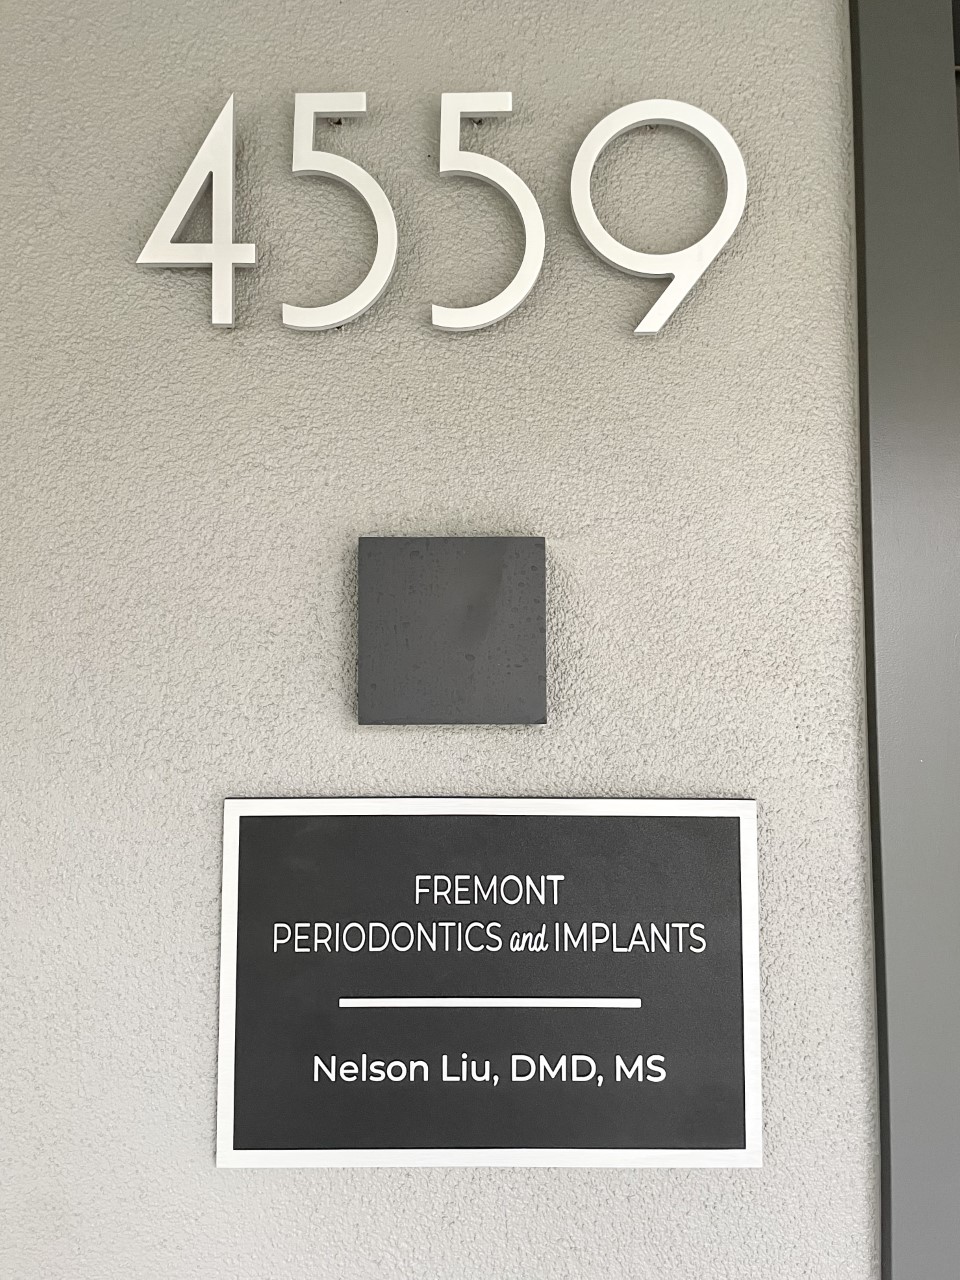 4559
FREMONT
PERIODONTICS and IMPLANTS
Nelson Liu, DMD, MS